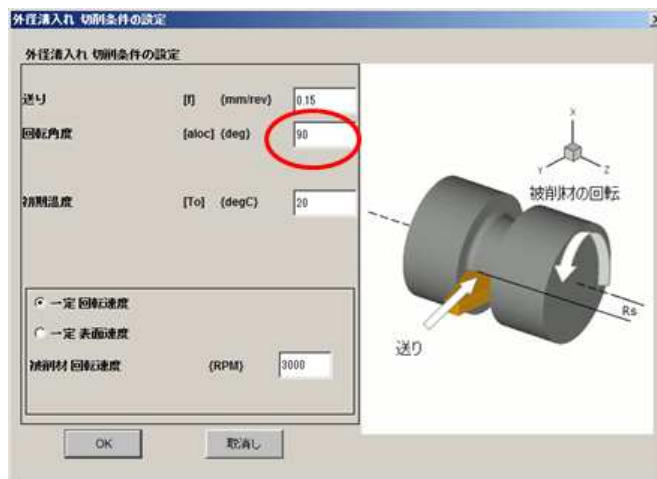 外径溝入れ 切削条件の設定
外径溝入れ 切削条件の設定
送り [f] (mm/rev) 0.15
回転角度 [aloc] (deg) 90
初期温度 [To] (degC) 20
一定 回転速度
一定 表面速度
被削材 回転速度 (RPM) 3000
OK 取消し
X
Y Z
被削材の回転
Rs
送り